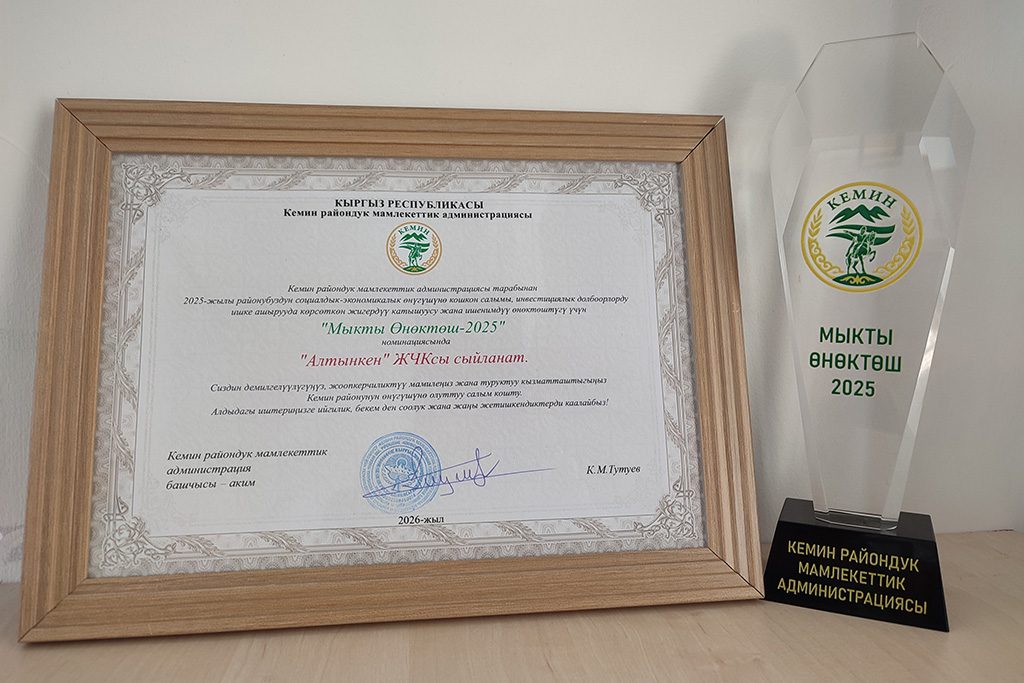 КЫРГЫЗ РЕСПУБЛИКАСЫ
Кемин райондук мамлекеттик администрациясы
КЕМИН
Кемин райондук мамлекеттик администрациясы тарабынан
2025-жылы районубуздун социалдык-экономикалык өнүгүшүнө кошкон салымы, инвестициялык долбоорлорду
ишке ашырууда көрсөткөн жигердүү катышуусу жана ишенимдүү өнөктөштүгү үчүн
"Мыкты Өнөктөш-2025"
номинациясында
"Алтынкен" ЖЧКсы сыйланат.
Сиздин демилгелүүлүгүңүз, жоопкерчиликтүү мамилеңиз жана туруктуу кызматташтыгыңыз
Кемин районунун өнүгүшүнө олуттуу салым кошту.
Алдыдагы иштериңизге ийгилик, бекем ден соолук жана жаңы жетишкендиктерди каалайбыз!
Кемин райондук мамлекеттик
администрация
башчысы – аким
К.М.Тутуев
2026-жыл
КЕМИН
МЫКТЫ
ӨНӨКТӨШ
2025
КЕМИН РАЙОНДУК
МАМЛЕКЕТТИК
АДМИНИСТРАЦИЯСЫ